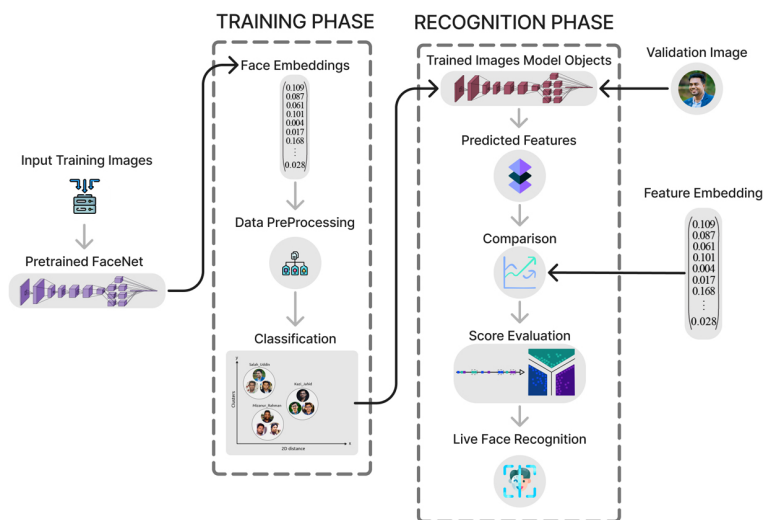 TRAINING PHASE
RECOGNITION PHASE
Input Training Images
Pretrained FaceNet
Face Embeddings
0.109
0.087
0.061
0.101
0.004
0.017
0.168
⋮
0.028
Data PreProcessing
Classification
Y
Clusters
X
2D distance
Trained Images Model Objects
Predicted Features
Comparison
Score Evaluation
Live Face Recognition
Validation Image
Feature Embedding
0.109
0.087
0.061
0.101
0.004
0.017
0.168
⋮
0.028